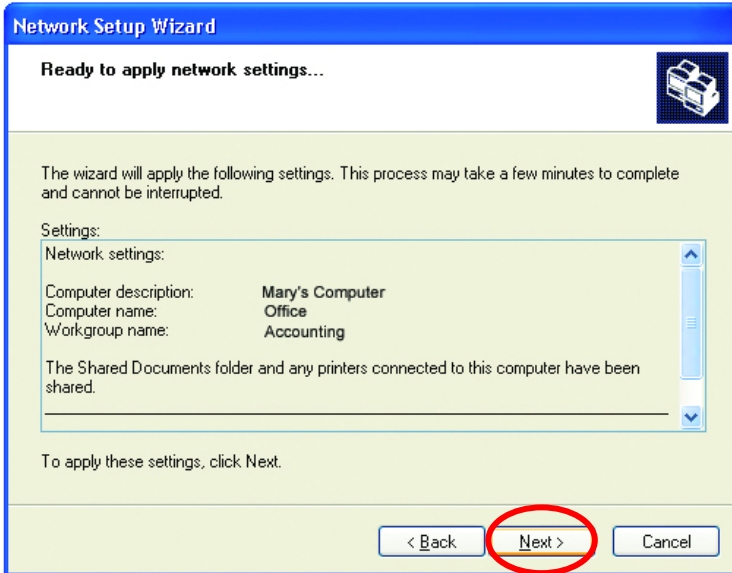 Network Setup Wizard
Ready to apply network settings...
The wizard will apply the following settings. This process may take a few minutes to complete
and cannot be interrupted.
Settings:
Network settings:
Computer description: Mary's Computer
Computer name: Office
Workgroup name: Accounting
The Shared Documents folder and any printers connected to this computer have been
shared.
To apply these settings, click Next.
< Back Next > Cancel